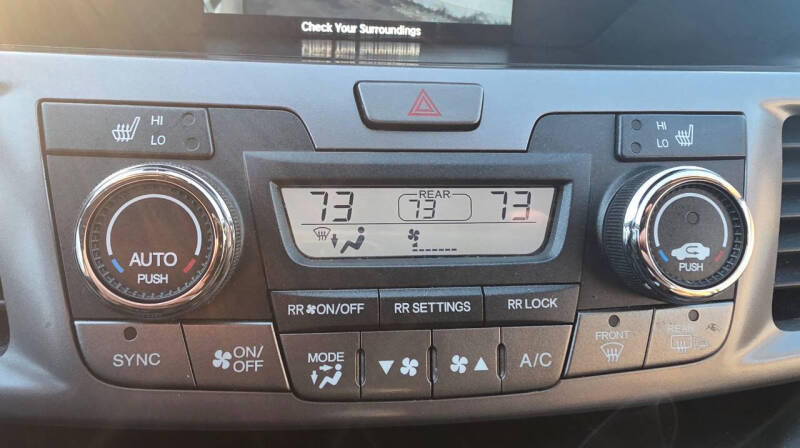 Check Your Surroundings
HI
LO
HI
LO
73 REAR 73 73
AUTO
PUSH
PUSH
RR ON/OFF RR SETTINGS RR LOCK
SYNC ON/OFF MODE A/C FRONT REAR